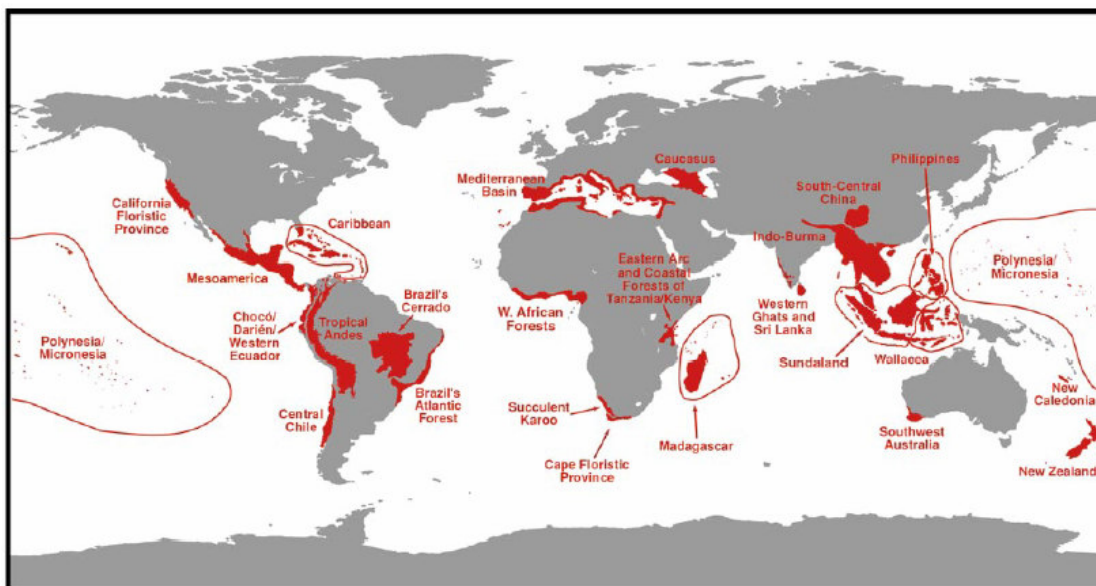 Philippines
Caucasus
Mediterranean
Basin
South-Central
China
California
Floristic
Province
Caribbean
Indo-Burma
Mesoamerica
Eastern Arc
and Coastal
Forests of
Tanzania/Kenya
Polynesia/
Micronesia
Brazil's
Cerrado
W. African
Forests
Western
Ghats and
Sri Lanka
Chocó/
Darién/
Western
Ecuador
Tropical
Andes
Polynesia/
Micronesia
Sundaland
Wallacea
Brazil's
Atlantic
Forest
New
Caledonia
Central
Chile
Succulent
Karoo
Madagascar
Southwest
Australia
Cape Floristic
Province
New Zealand